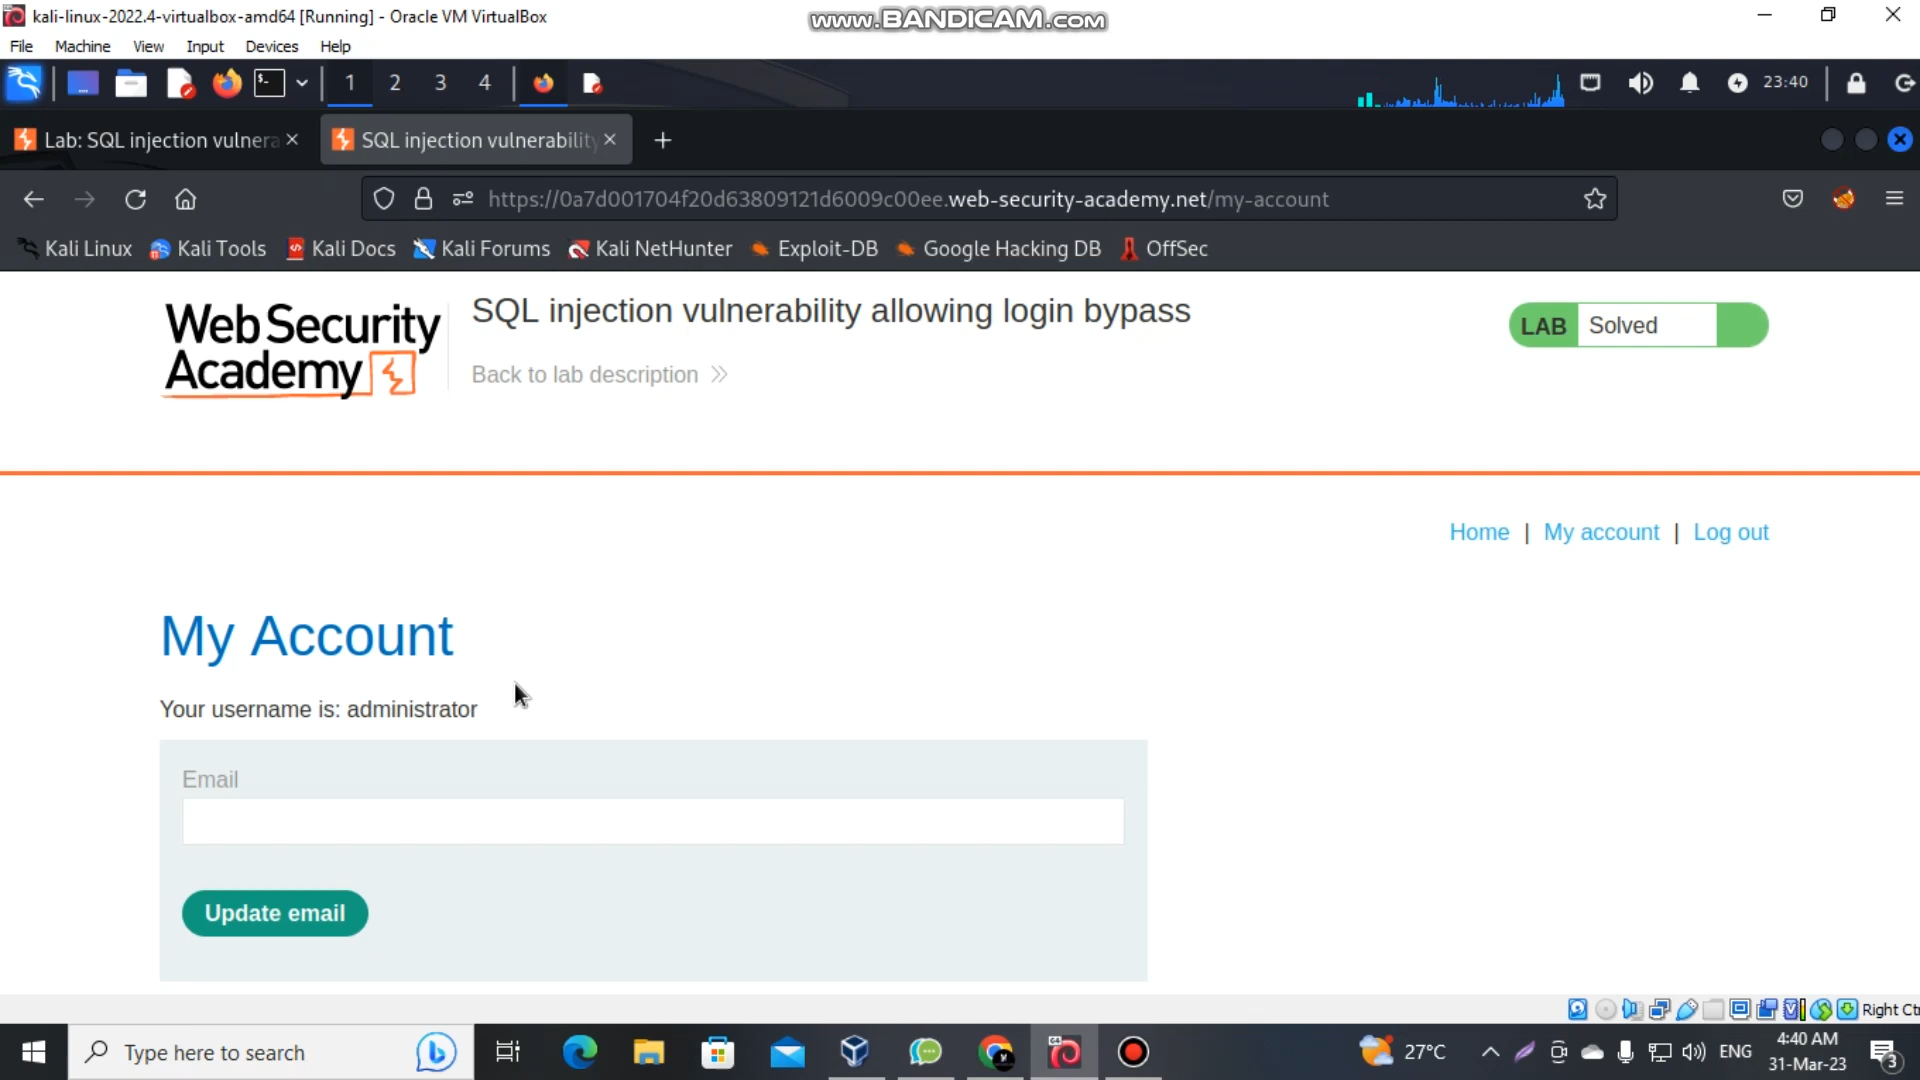 kali-linux-2022.4-virtualbox-amd64 [Running] - Oracle VM VirtualBox
www.BANDICAM.com
File Machine View Input Devices Help
1 2 3 4
23:40
Lab: SQL injection vulnera
SQL injection vulnerability
https://0a7d001704f20d63809121d6009c00ee.web-security-academy.net/my-account
Kali Linux Kali Tools Kali Docs Kali Forums Kali NetHunter Exploit-DB Google Hacking DB OffSec
Web Security
Academy
SQL injection vulnerability allowing login bypass
Back to lab description
LAB Solved
Home | My account | Log out
My Account
Your username is: administrator
Email
Update email
Right Ct
Type here to search
27°C
ENG
4:40 AM
31-Mar-23
3